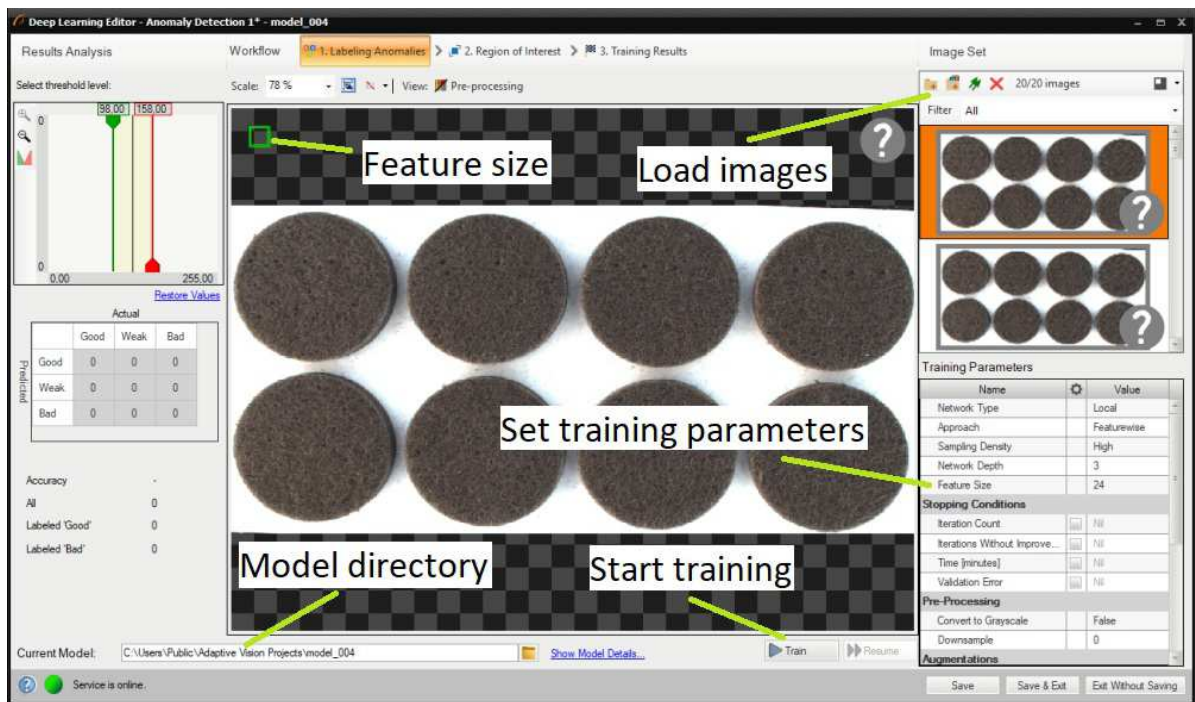 Deep Learning Editor - Anomaly Detection 1* - model_004
Results Analysis
Workflow
1. Labeling Anomalies
2. Region of Interest
3. Training Results
Image Set
Select threshold level:
Scale: 78 %
View: Pre-processing
20/20 images
Filter All
98,00 158,00
0
0
0,00 255,00
Restore Values
Feature size
Load images
?
?
?
Actual
Good Weak Bad
Predicted
Good 0 0 0
Weak 0 0 0
Bad 0 0 0
Accuracy -
All 0
Labeled 'Good' 0
Labeled 'Bad' 0
Set training parameters
Model directory
Start training
Training Parameters
Name Value
Network Type Local
Approach Featurewise
Sampling Density High
Network Depth 3
Feature Size 24
Stopping Conditions
Iteration Count Nil
Iterations Without Improve... Nil
Time [minutes] Nil
Validation Error Nil
Pre-Processing
Convert to Grayscale False
Downsample 0
Augmentations
Current Model: C:\Users\Public\Adaptive Vision Projects\model_004
Show Model Details...
Train
Resume
? Service is online.
Save
Save & Exit
Exit Without Saving